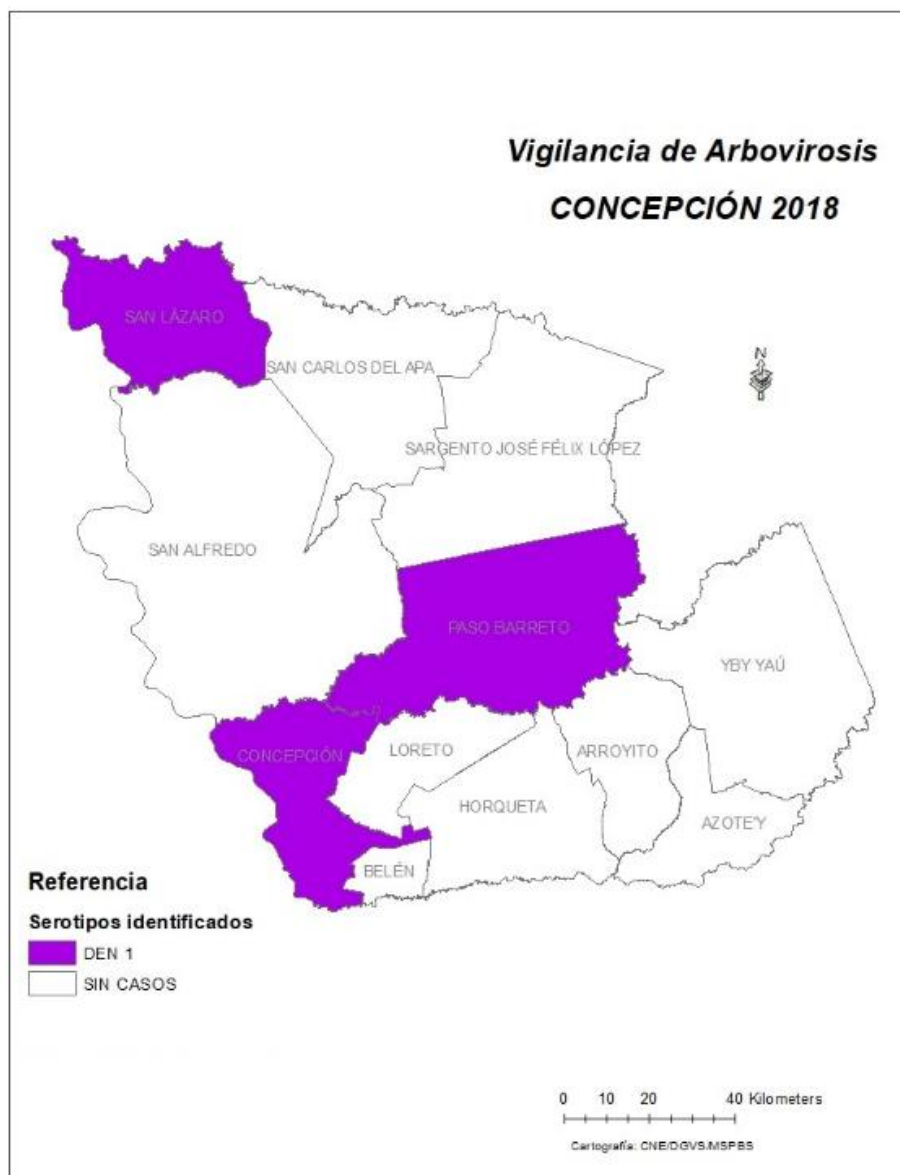 Vigilancia de Arbovirosis
CONCEPCIÓN 2018
SAN LÁZARO
N
SAN CARLOS DEL APA
SARGENTO JOSÉ FÉLIX LÓPEZ
SAN ALFREDO
PASO BARRETO
YBY YAÚ
CONCEPCIÓN
LORETO
ARROYITO
HORQUETA
AZOTE'Y
BELÉN
Referencia
Serotipos identificados
DEN 1
SIN CASOS
0 10 20 40 Kilometers
Cartografía: CNE/DGVS/MSPBS